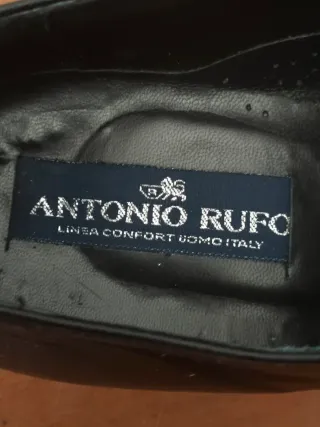 R
ANTONIO RUFO
LINEA CONFORT UOMO ITALY